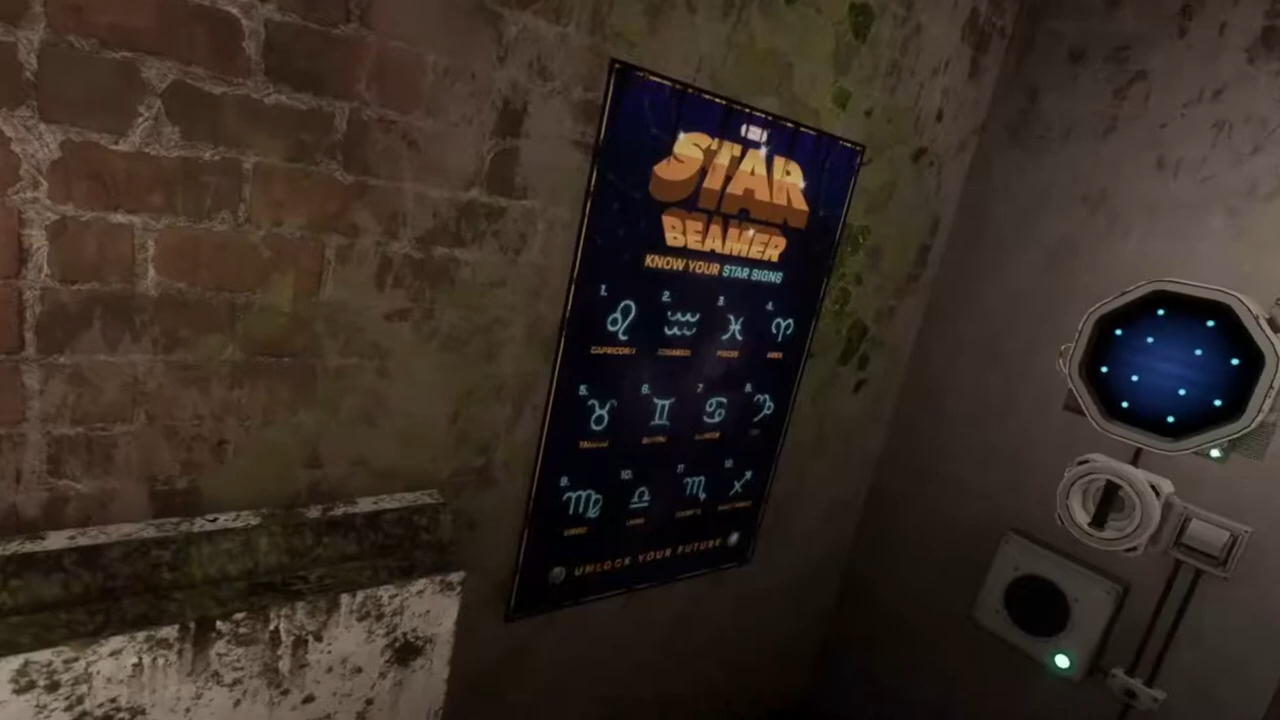 STAR
BEAMER
KNOW YOUR STAR SIGNS
1. 2. 3. 4.
CAPRICORN AQUARIUS PISCES ARIES
5. 6. 7. 8.
TAURUS GEMINI CANCER
9. 10. 11. 12.
VIRGO LIBRA SCORPIO SAGITTARIUS
UNLOCK YOUR FUTURE